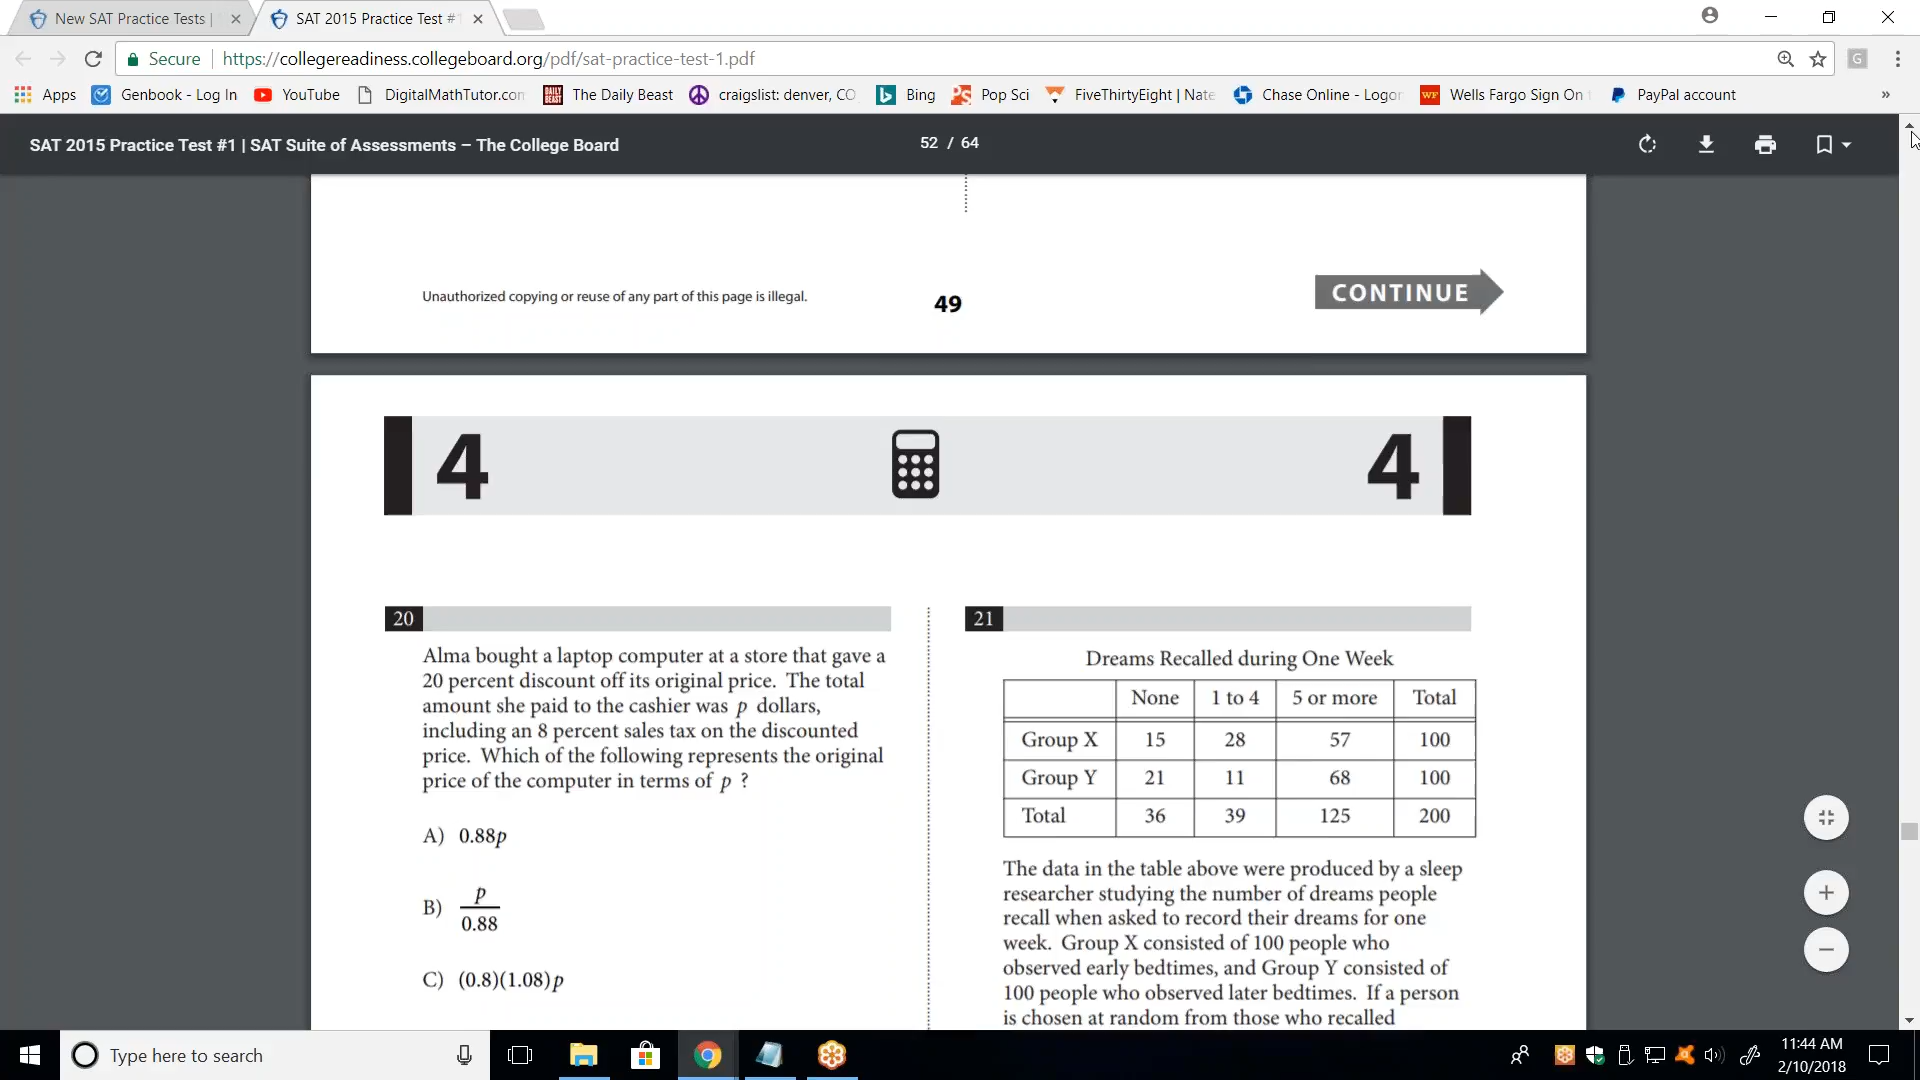 New SAT Practice Tests |
SAT 2015 Practice Test #
Secure
https://collegereadiness.collegeboard.org/pdf/sat-practice-test-1.pdf
G
Apps
Genbook - Log In
YouTube
DigitalMathTutor.com
DAILY BEAST
The Daily Beast
craigslist: denver, CO
Bing
PS
Pop Sci
FiveThirtyEight | Nate
Chase Online - Logon
WF
Wells Fargo Sign On
PayPal account
»
SAT 2015 Practice Test #1 | SAT Suite of Assessments – The College Board
52 / 64
Unauthorized copying or reuse of any part of this page is illegal.
49
CONTINUE
4
4
20
Alma bought a laptop computer at a store that gave a
20 percent discount off its original price. The total
amount she paid to the cashier was p dollars,
including an 8 percent sales tax on the discounted
price. Which of the following represents the original
price of the computer in terms of p ?
A) 0.88p
B) p
0.88
C) (0.8)(1.08)p
21
Dreams Recalled during One Week
None 1 to 4 5 or more Total
Group X 15 28 57 100
Group Y 21 11 68 100
Total 36 39 125 200
The data in the table above were produced by a sleep
researcher studying the number of dreams people
recall when asked to record their dreams for one
week. Group X consisted of 100 people who
observed early bedtimes, and Group Y consisted of
100 people who observed later bedtimes. If a person
is chosen at random from those who recalled
Type here to search
11:44 AM
2/10/2018